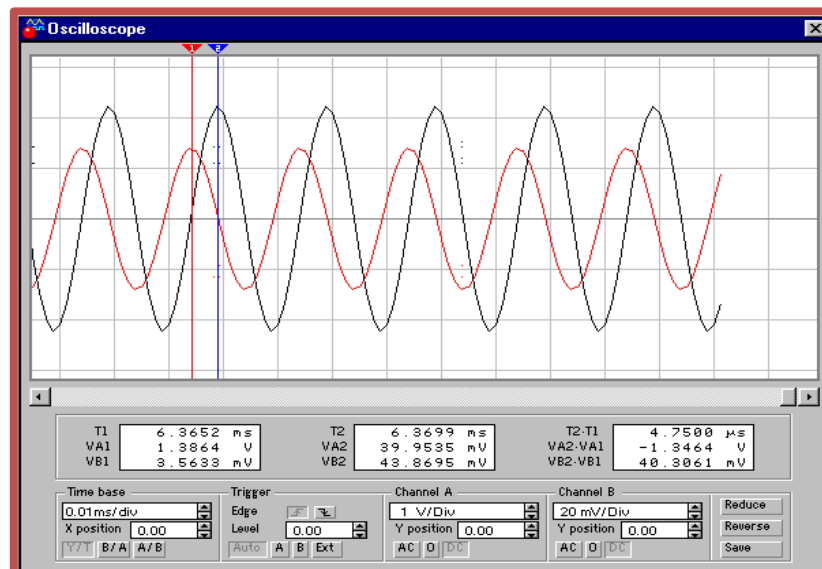 Oscilloscope
1 2
T1 6.3652 ms T2 6.3699 ms T2-T1 4.7500 µs
VA1 1.3864 V VA2 39.9535 mV VA2-VA1 -1.3464 V
VB1 3.5633 mV VB2 43.8695 mV VB2-VB1 40.3061 mV
Time base Trigger Channel A Channel B
0.01ms/div Edge 1 V/Div 20 mV/Div Reduce
X position 0.00 Level 0.00 Y position 0.00 Y position 0.00 Reverse
Y/T B/A A/B Auto A B Ext AC 0 DC AC 0 DC Save